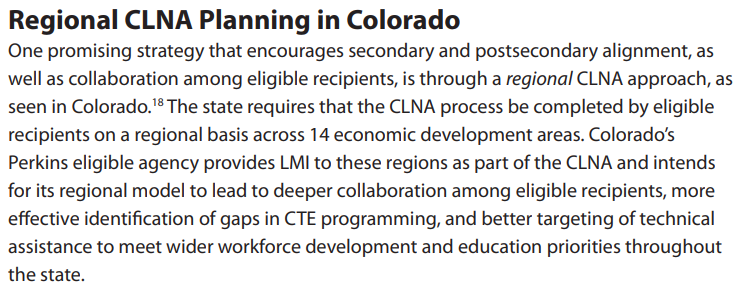 Regional CLNA Planning in Colorado
One promising strategy that encourages secondary and postsecondary alignment, as
well as collaboration among eligible recipients, is through a regional CLNA approach, as
seen in Colorado.18 The state requires that the CLNA process be completed by eligible
recipients on a regional basis across 14 economic development areas. Colorado’s
Perkins eligible agency provides LMI to these regions as part of the CLNA and intends
for its regional model to lead to deeper collaboration among eligible recipients, more
effective identification of gaps in CTE programming, and better targeting of technical
assistance to meet wider workforce development and education priorities throughout
the state.